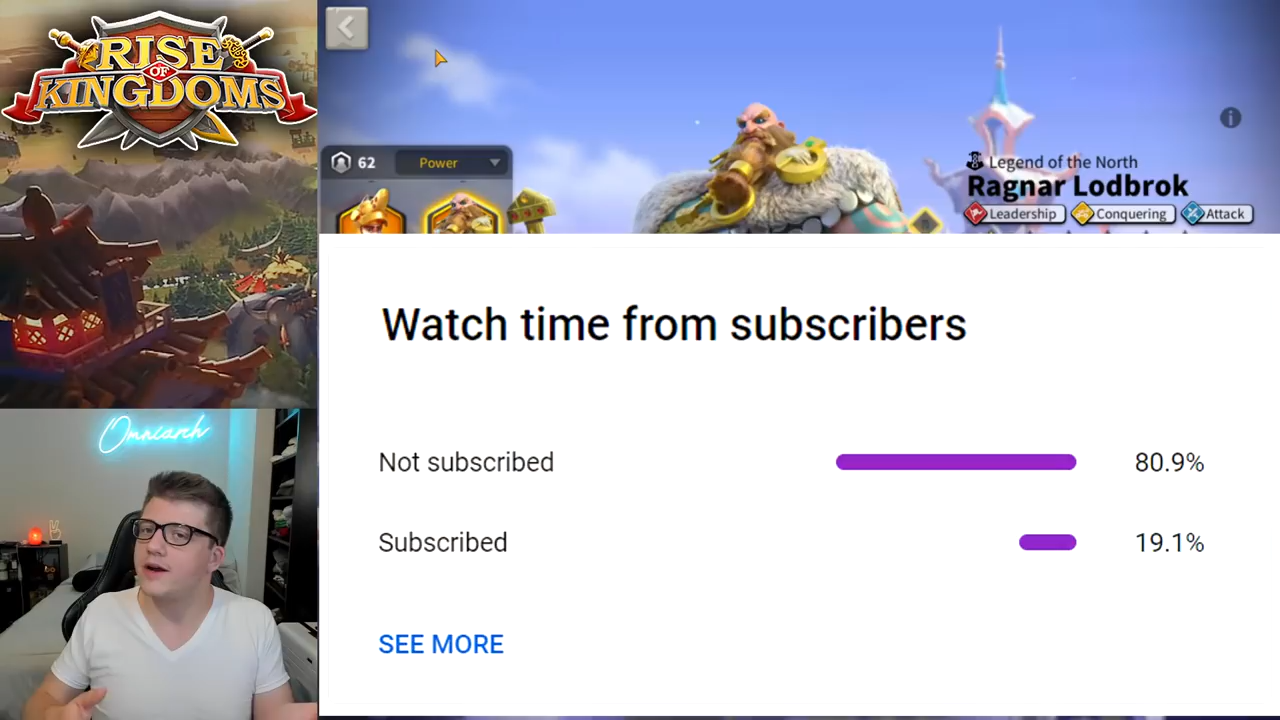 RISE
OF
KINGDOMS
62
Power
Legend of the North
Ragnar Lodbrok
Leadership
Conquering
Attack
Watch time from subscribers
Not subscribed 80.9%
Subscribed 19.1%
SEE MORE
Omniarch